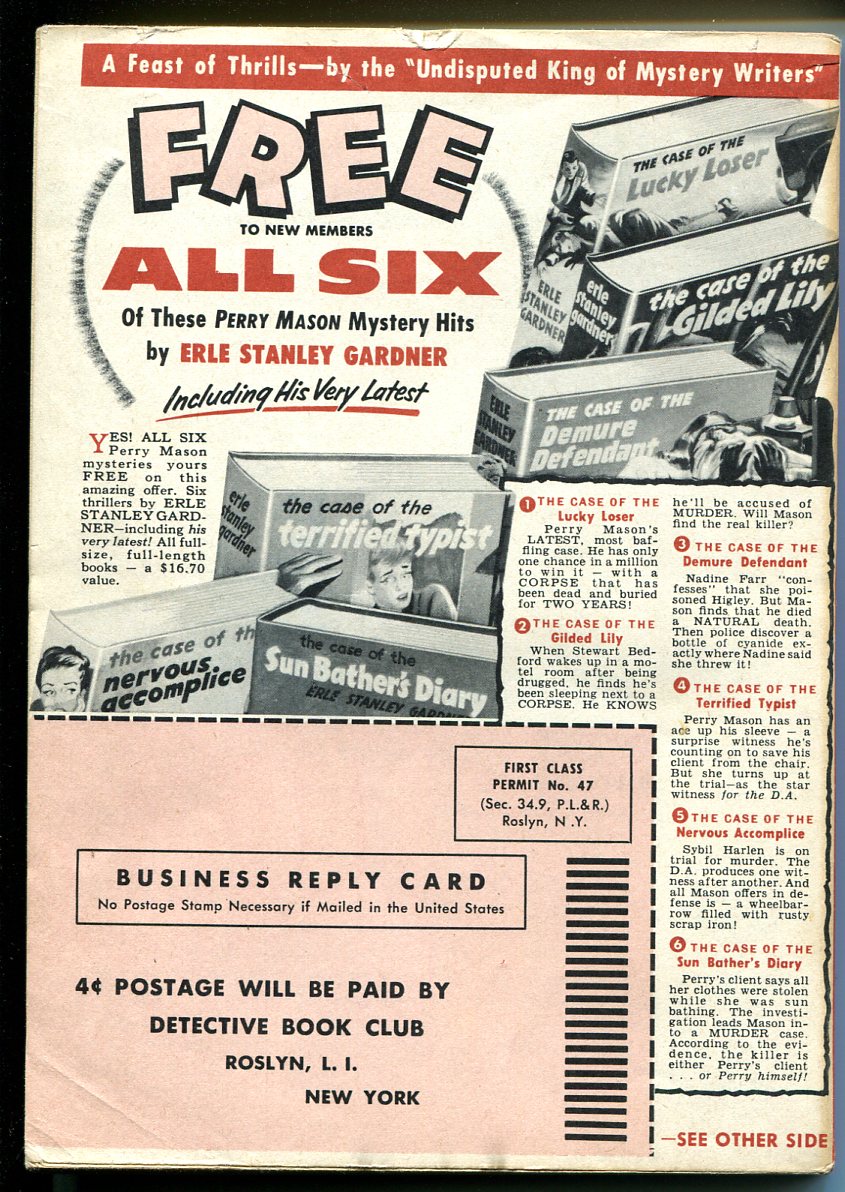 A Feast of Thrills—by the "Undisputed King of Mystery Writers"
FREE
TO NEW MEMBERS
ALL SIX
Of These PERRY MASON Mystery Hits
by ERLE STANLEY GARDNER
Including His Very Latest
YES! ALL SIX
Perry Mason
mysteries yours
FREE on this
amazing offer. Six
thrillers by ERLE
STANLEY GARD-
NER—including his
very latest! All full-
size, full-length
books — a $16.70
value.
THE CASE OF THE
Lucky Loser
ERLE
STANLEY
GARDNER
the case of the
Gilded Lily
erle
stanley
gardner
THE CASE OF THE
Demure
Defendant
ERLE
STANLEY
GARDNER
the case of the
terrified typist
erle
stanley
gardner
the case of th
nervous
accomplice
the case of the
Sun Bather's Diary
ERLE STANLEY GARDNER
1 THE CASE OF THE
Lucky Loser
Perry Mason's
LATEST, most baf-
fling case. He has only
one chance in a million
to win it — with a
CORPSE that has
been dead and buried
for TWO YEARS!
2 THE CASE OF THE
Gilded Lily
When Stewart Bed-
ford wakes up in a mo-
tel room after being
drugged, he finds he's
been sleeping next to a
CORPSE. He KNOWS
he'll be accused of
MURDER. Will Mason
find the real killer?
3 THE CASE OF THE
Demure Defendant
Nadine Farr "con-
fesses" that she poi-
soned Higley. But Ma-
son finds that he died
a NATURAL death.
Then police discover a
bottle of cyanide ex-
actly where Nadine said
she threw it!
4 THE CASE OF THE
Terrified Typist
Perry Mason has an
ace up his sleeve — a
surprise witness he's
counting on to save his
client from the chair.
But she turns up at
the trial—as the star
witness for the D.A.
5 THE CASE OF THE
Nervous Accomplice
Sybil Harlen is on
trial for murder. The
D.A. produces one wit-
ness after another. And
all Mason offers in de-
fense is — a wheelbar-
row filled with rusty
scrap iron!
6 THE CASE OF THE
Sun Bather's Diary
Perry's client says all
her clothes were stolen
while she was sun
bathing. The investi-
gation leads Mason in-
to a MURDER case.
According to the evi-
dence, the killer is
either Perry's client
. . . or Perry himself!
FIRST CLASS
PERMIT No. 47
(Sec. 34.9, P.L.&R.)
Roslyn, N .Y.
BUSINESS REPLY CARD
No Postage Stamp Necessary if Mailed in the United States
4¢ POSTAGE WILL BE PAID BY
DETECTIVE BOOK CLUB
ROSLYN, L. I.
NEW YORK
—SEE OTHER SIDE